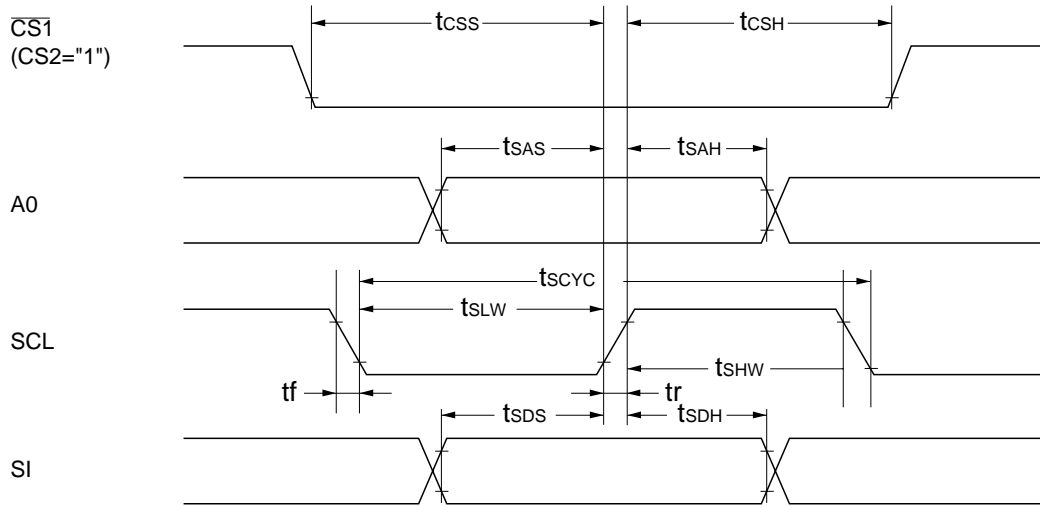 CS1
(CS2="1")
tCSS
tCSH
tSAS
tSAH
A0
tSCYC
tSLW
SCL
tSHW
tf
tr
tSDS
tSDH
SI